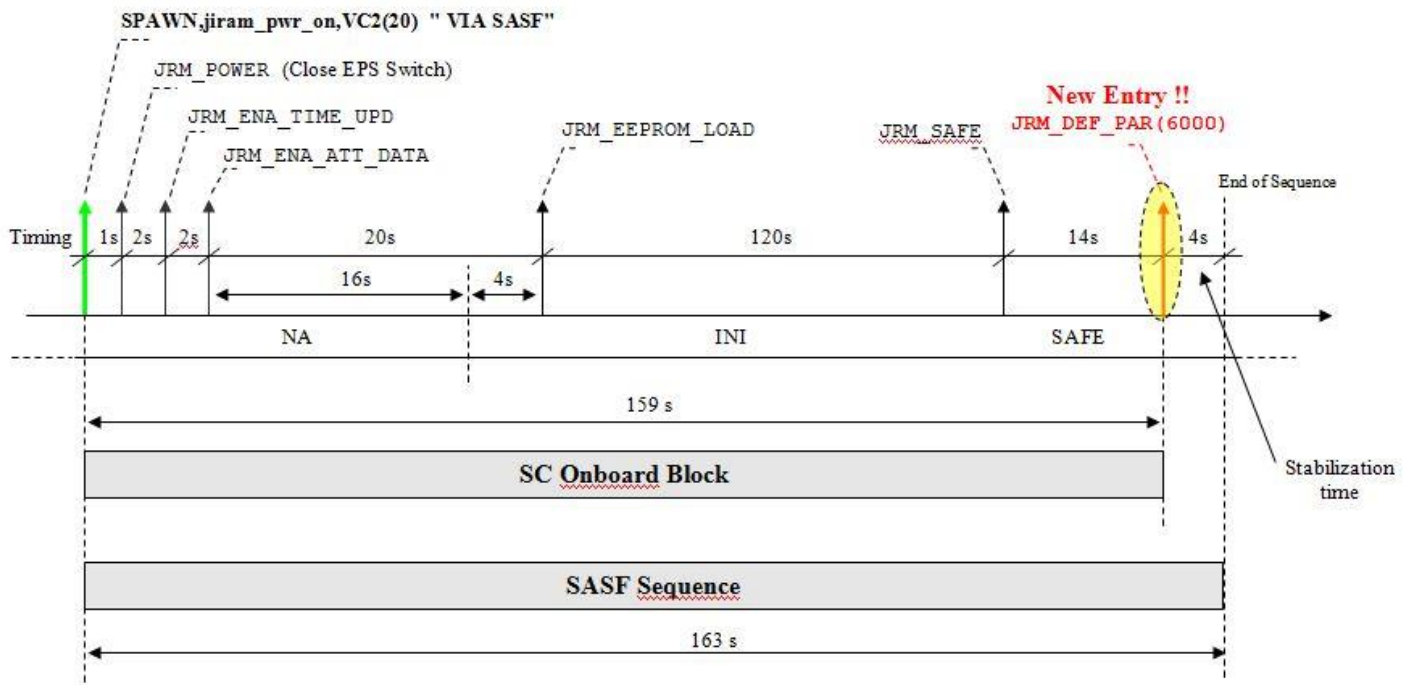 SPAWN,jiram_pwr_on,VC2(20) " VIA SASF"
JRM_POWER (Close EPS Switch)
New Entry !!
JRM_ENA_TIME_UPD
JRM_EEPROM_LOAD
JRM_SAFE
JRM_DEF_PAR(6000)
JRM_ENA_ATT_DATA
End of Sequence
Timing
1s
2s
2s
20s
120s
14s
4s
16s
4s
NA
INI
SAFE
159 s
SC Onboard Block
Stabilization
time
SASF Sequence
163 s